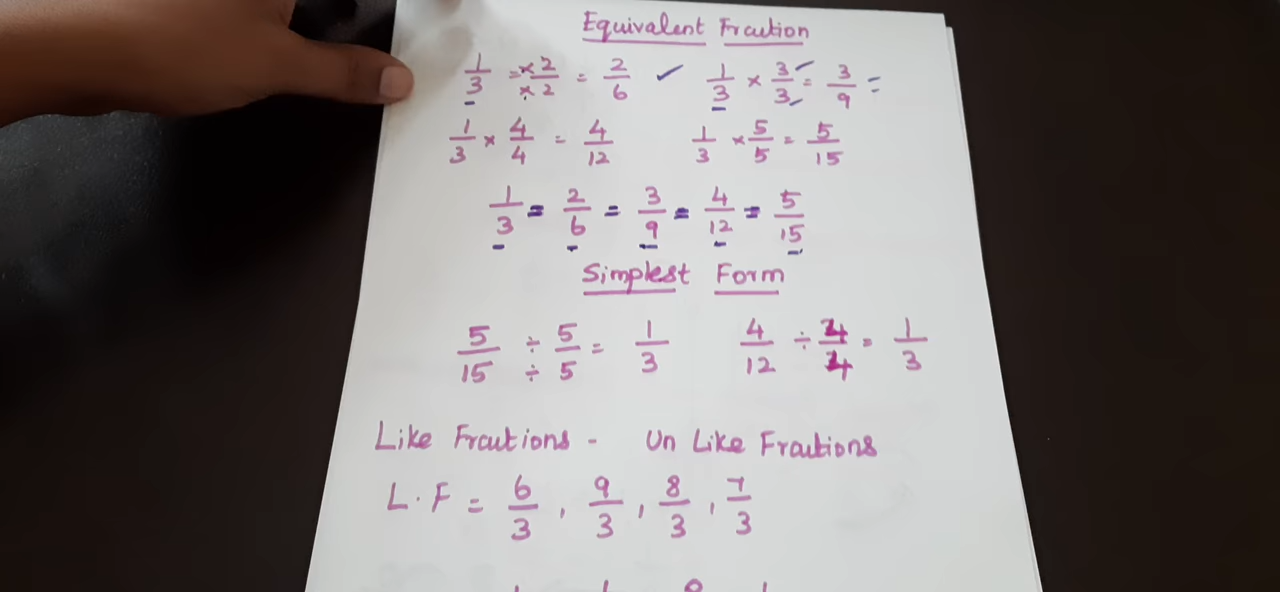 Equivalent Fraction
1/3 = ×2/×2 = 2/6 ✓ 1/3 × 3/3 = 3/9 =
1/3 × 4/4 = 4/12 1/3 × 5/5 = 5/15
1/3 = 2/6 = 3/9 = 4/12 = 5/15
Simplest Form
5/15 ÷/÷ 5/5 = 1/3 4/12 ÷ 4/4 = 1/3
Like Fractions - Un Like Fractions
L.F = 6/3, 9/3, 8/3, 7/3